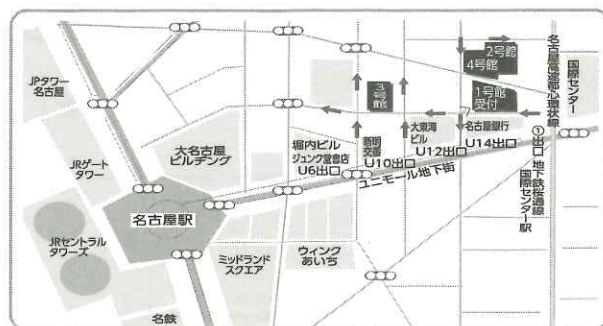 JPタワー
名古屋
JRゲート
タワー
JRセントラル
タワーズ
名古屋駅
名鉄
大名古屋
ビルヂング
ミッドランド
スクエア
ウィンク
あいち
堀内ビル
ジュンク堂書店
U6出口
新明
交番
U10出口
ユニモール地下街
3号館
大東海
ビル
U12出口
名古屋銀行
U14出口
2号館
4号館
1号館
受付
名古屋高速都心環状線
国際センター
①出口 地下鉄桜通線
国際センター駅